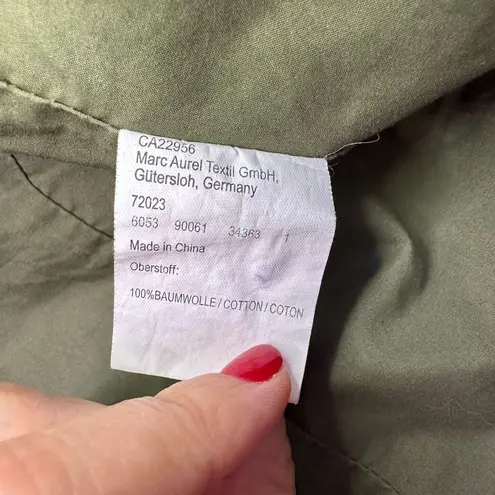 CA22956
Marc Aurel Textil GmbH,
Gütersloh, Germany
72023
6053 90061 34363 1
Made in China
Oberstoff:
100%BAUMWOLLE/COTTON/COTON